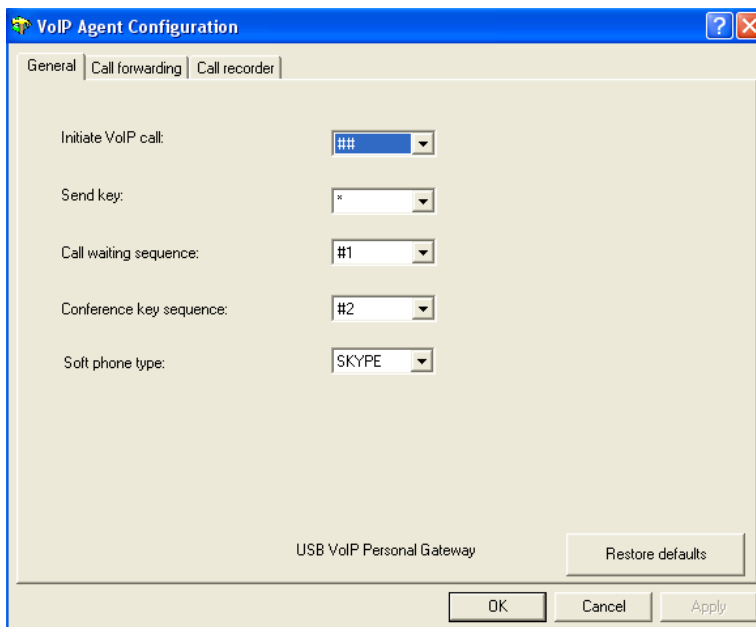 VoIP Agent Configuration
General Call forwarding Call recorder
Initiate VoIP call: ##
Send key: *
Call waiting sequence: #1
Conference key sequence: #2
Soft phone type: SKYPE
USB VoIP Personal Gateway Restore defaults
OK Cancel Apply